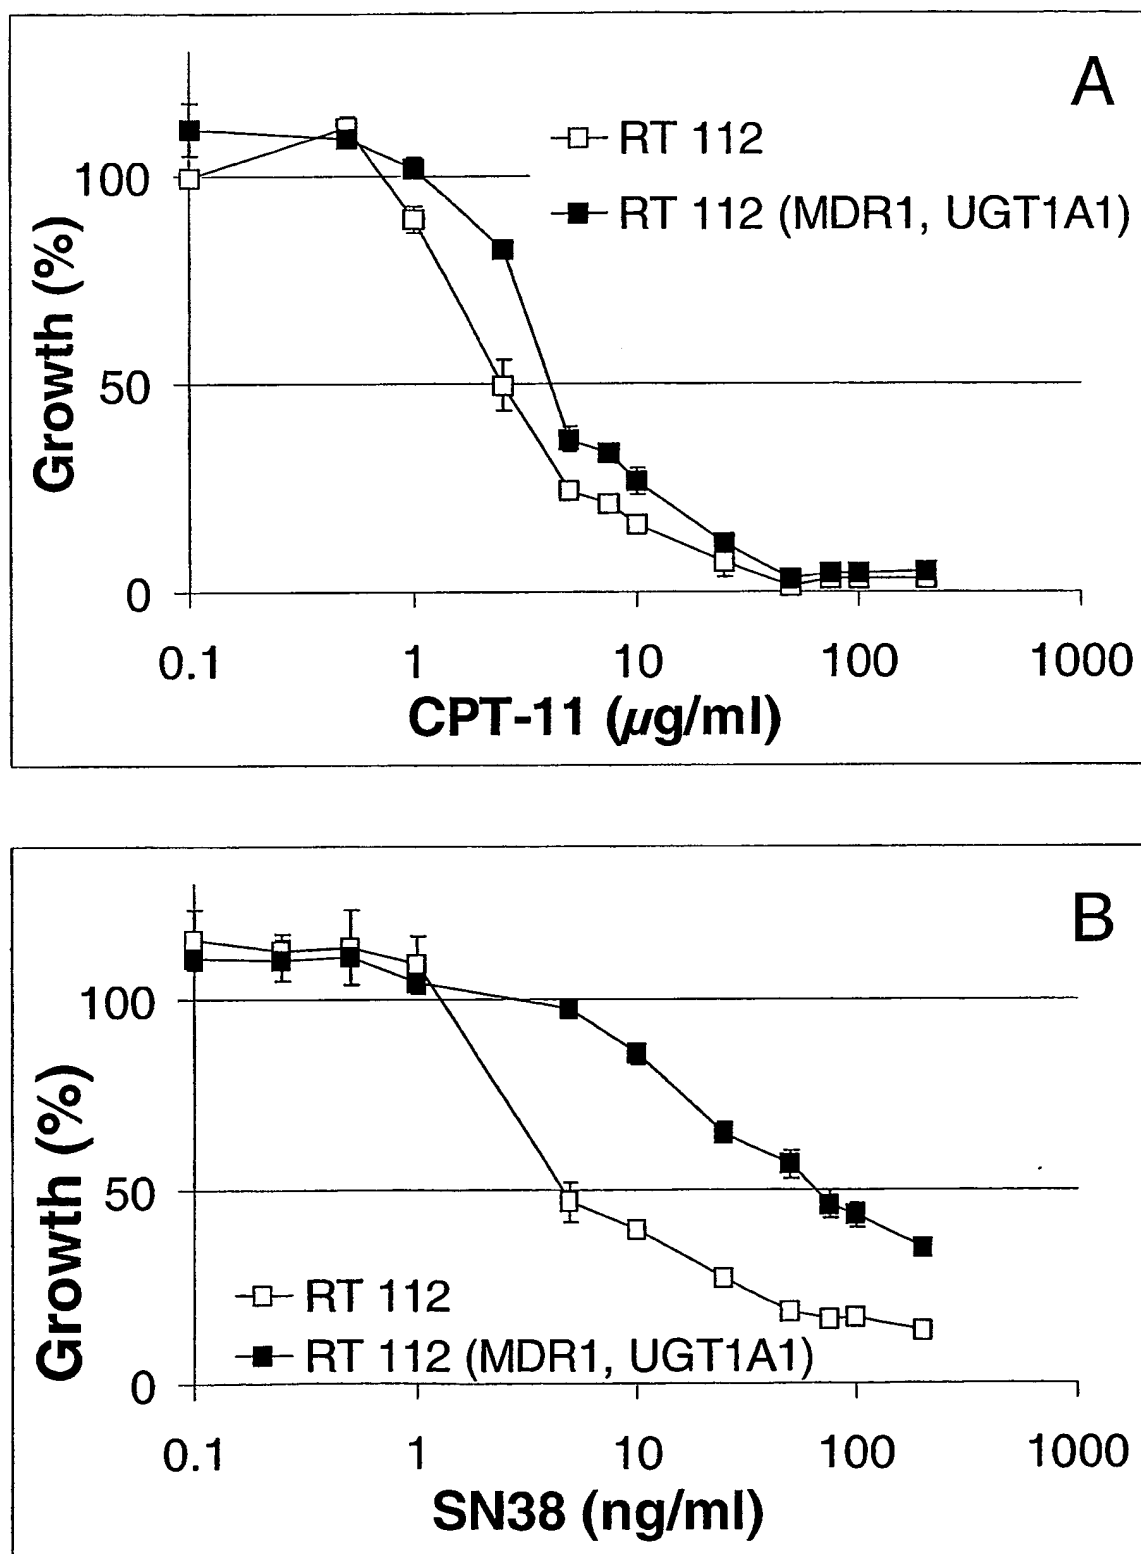 A
RT 112
RT 112 (MDR1, UGT1A1)
Growth (%)
100
50
0
0.1 1 10 100 1000
CPT-11 (µg/ml)
B
Growth (%)
100
50
0
RT 112
RT 112 (MDR1, UGT1A1)
0.1 1 10 100 1000
SN38 (ng/ml)